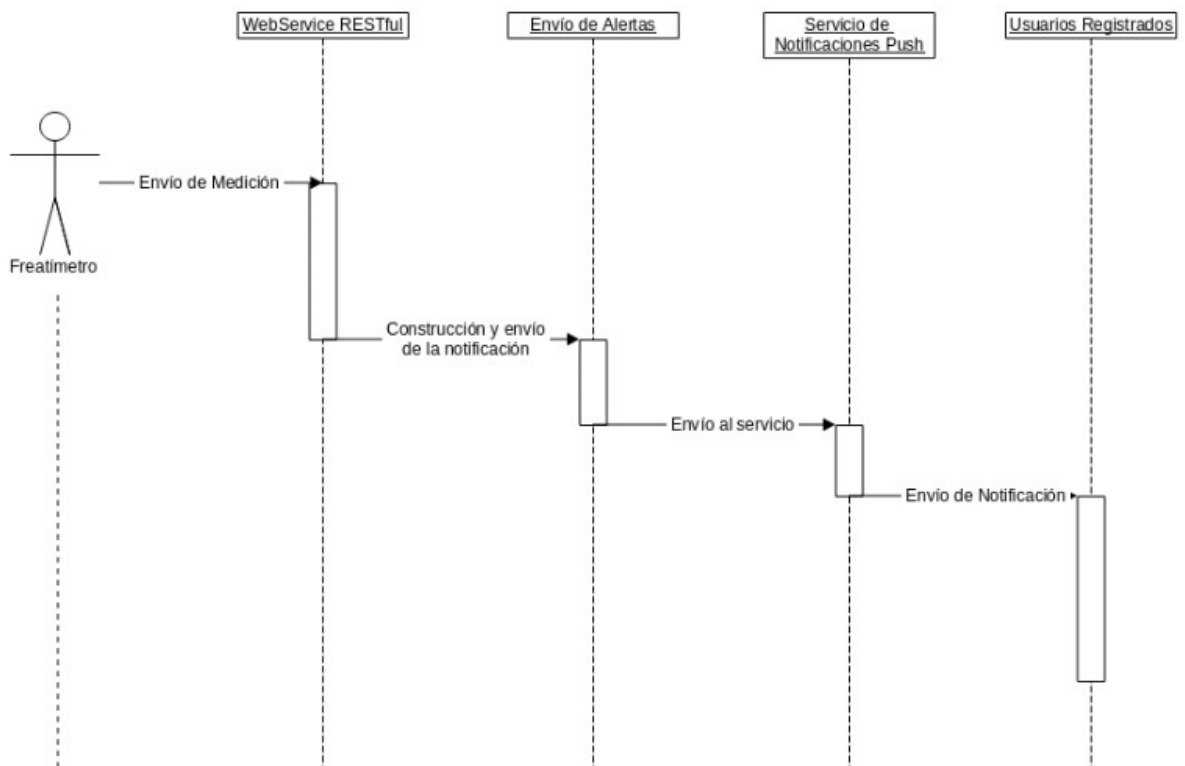 WebService RESTful
Envío de Alertas
Servicio de
Notificaciones Push
Usuarios Registrados
Envío de Medición
Freatímetro
Construcción y envío
de la notificación
Envío al servicio
Envío de Notificación